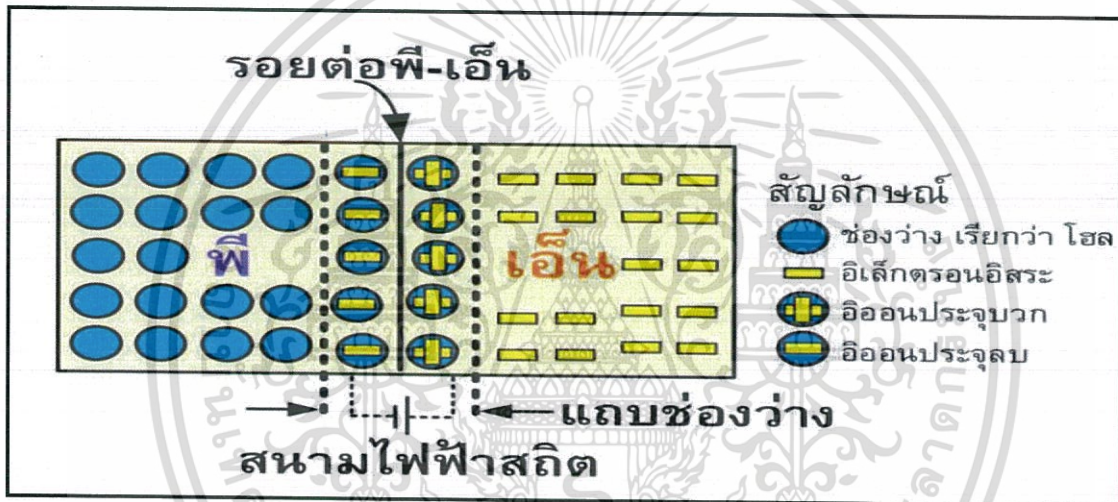 รอยต่อพี-เอ็น
พี
เอ็น
สัญลักษณ์
ช่องว่าง เรียกว่า โฮล
อิเล็กตรอนอิสระ
อิออนประจุบวก
อิออนประจุลบ
แถบช่องว่าง
สนามไฟฟ้าสถิต